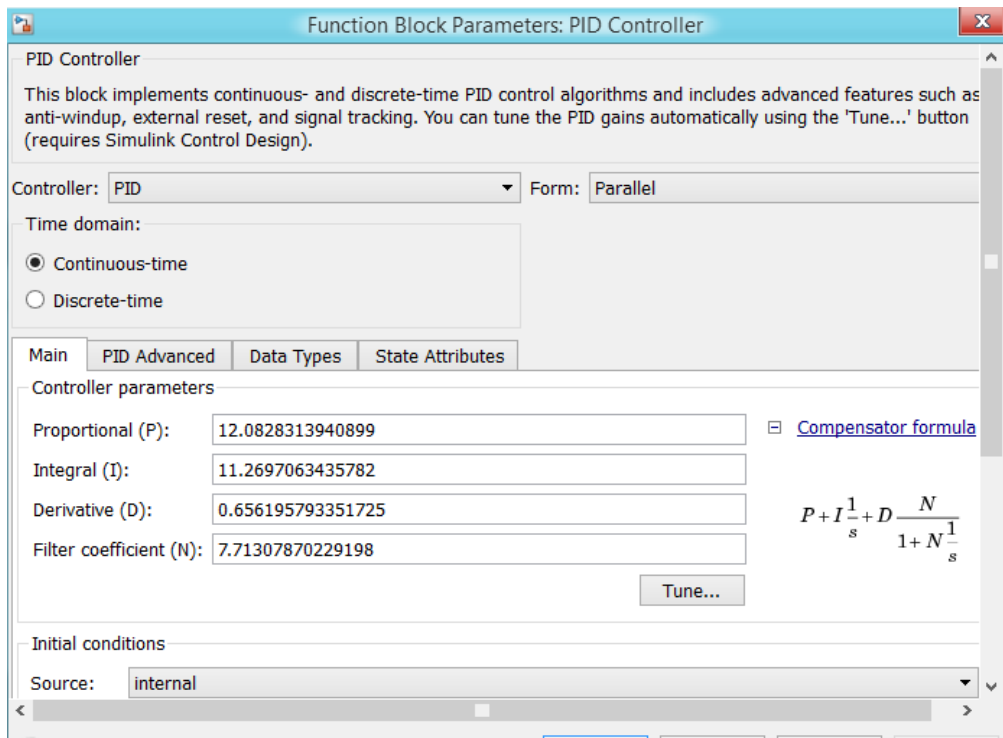 Function Block Parameters: PID Controller
x
PID Controller
This block implements continuous- and discrete-time PID control algorithms and includes advanced features such as
anti-windup, external reset, and signal tracking. You can tune the PID gains automatically using the 'Tune...' button
(requires Simulink Control Design).
Controller: PID Form: Parallel
Time domain:
Continuous-time
Discrete-time
Main PID Advanced Data Types State Attributes
Controller parameters
Proportional (P): 12.0828313940899 Compensator formula
Integral (I): 11.2697063435782
Derivative (D): 0.656195793351725
P+I 1/s + D N/(1+N 1/s)
Filter coefficient (N): 7.71307870229198
Tune...
Initial conditions
Source: internal